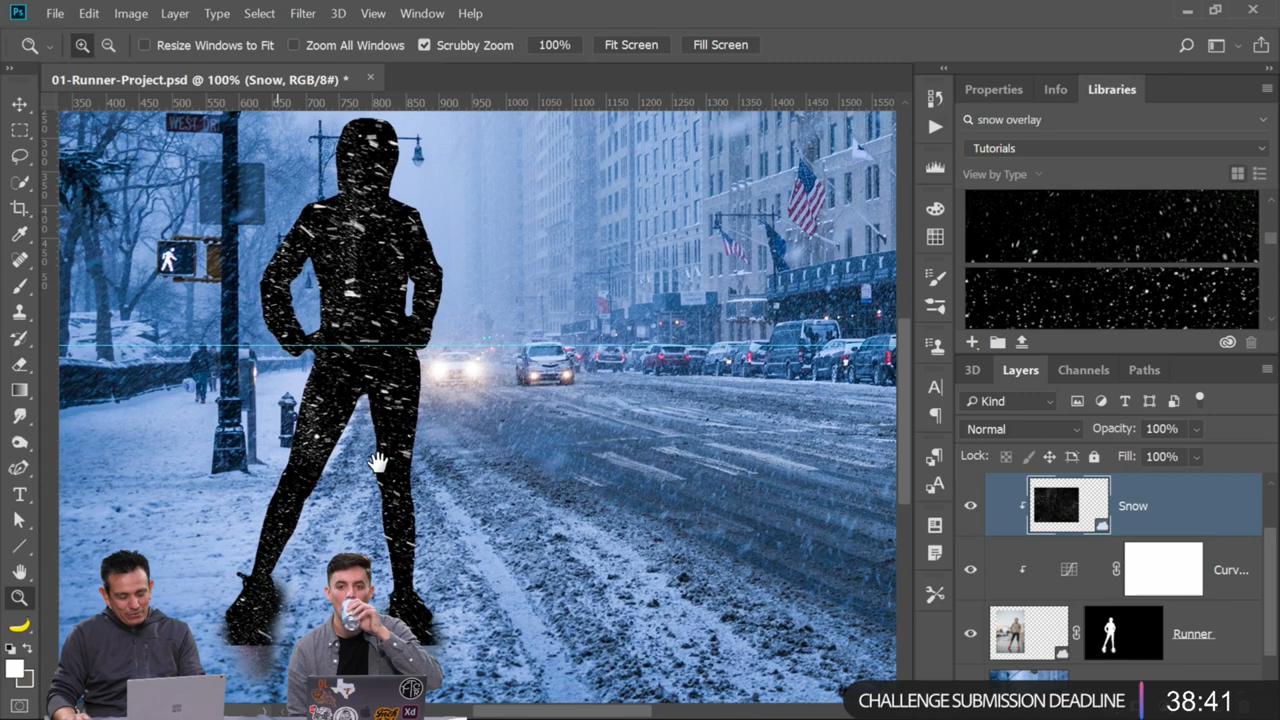 Ps File Edit Image Layer Type Select Filter 3D View Window Help
Resize Windows to Fit Zoom All Windows Scrubby Zoom 100% Fit Screen Fill Screen
01-Runner-Project.psd @ 100% (Snow, RGB/8#) *
350 400 450 500 550 600 650 700 750 800 850 900 950 1000 1050 1100 1150 1200 1250 1300 1350 1400 1450 1500 1550
Properties Info Libraries
snow overlay
Tutorials
View by Type
3D Layers Channels Paths
Kind
Normal Opacity: 100%
Lock: Fill: 100%
Snow
Curv...
Runner
Xd
CHALLENGE SUBMISSION DEADLINE 38:41